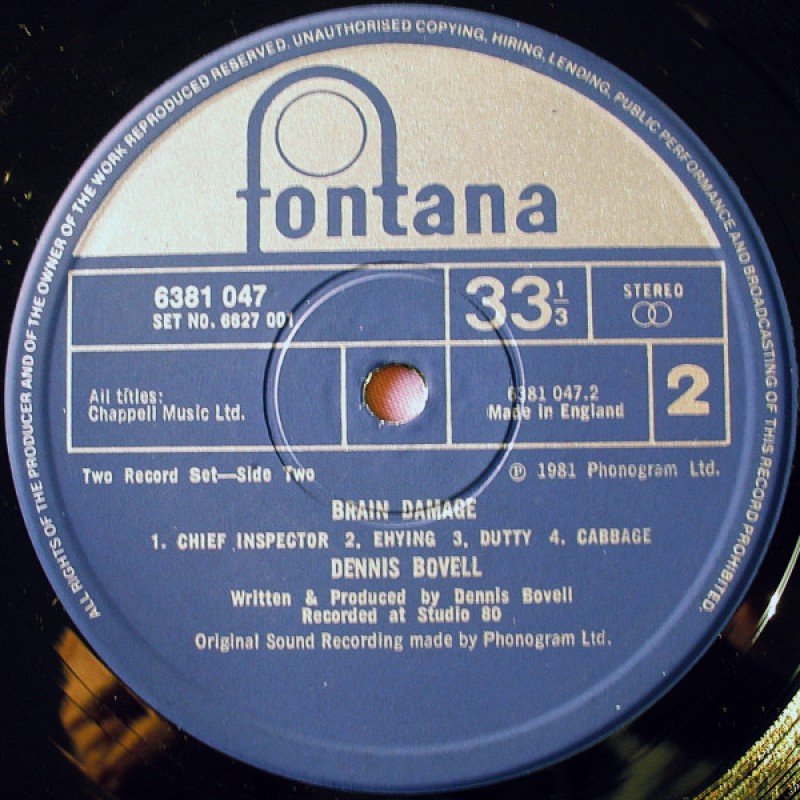 ALL RIGHTS OF THE PRODUCER AND OF THE OWNER OF THE WORK REPRODUCED RESERVED. UNAUTHORISED COPYING, HIRING, LENDING, PUBLIC PERFORMANCE AND BROADCASTING OF THIS RECORD PROHIBITED.
fontana
6381 047
SET NO. 6627 001
33 1/3
STEREO
All titles:
Chappell Music Ltd.
6381 047.2
Made in England
2
Two Record Set—Side Two
℗ 1981 Phonogram Ltd.
BRAIN DAMAGE
1. CHIEF INSPECTOR 2. EHYING 3. DUTTY 4. CABBAGE
DENNIS BOVELL
Written & Produced by Dennis Bovell
Recorded at Studio 80
Original Sound Recording made by Phonogram Ltd.